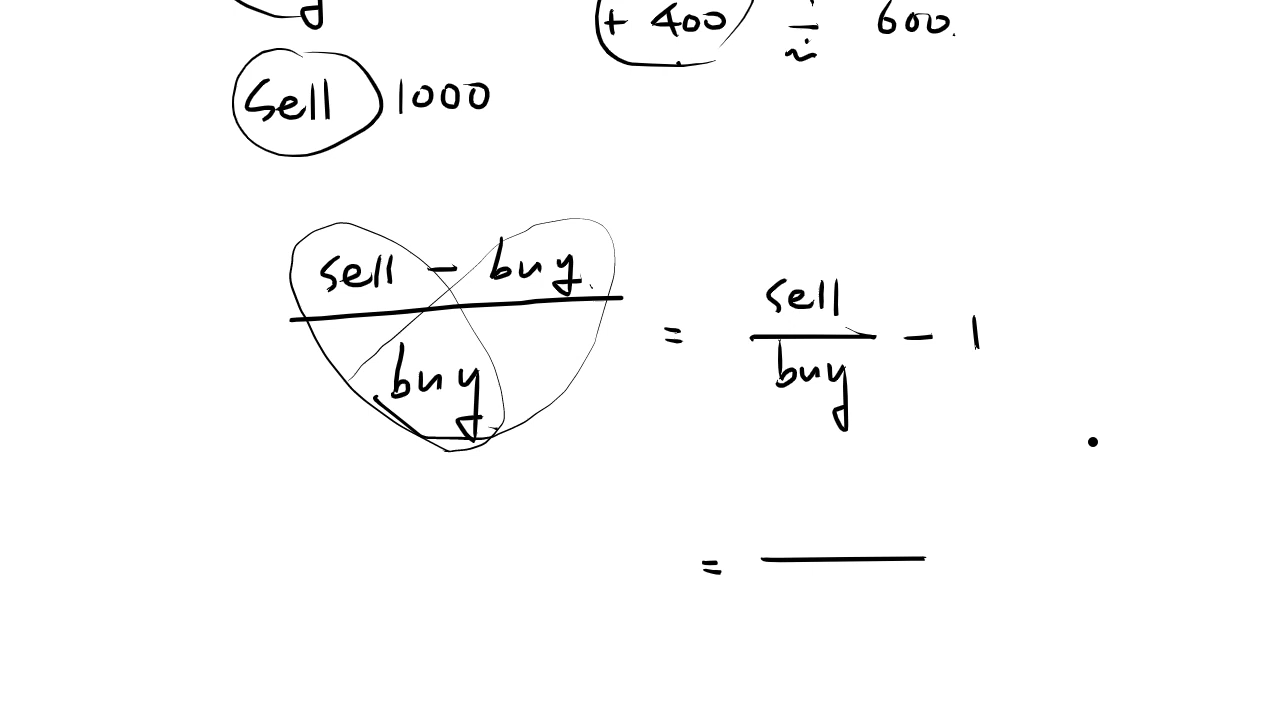 + 400 ÷ 600.
Sell 1000
sell - buy
buy
= sell
buy
- 1
=